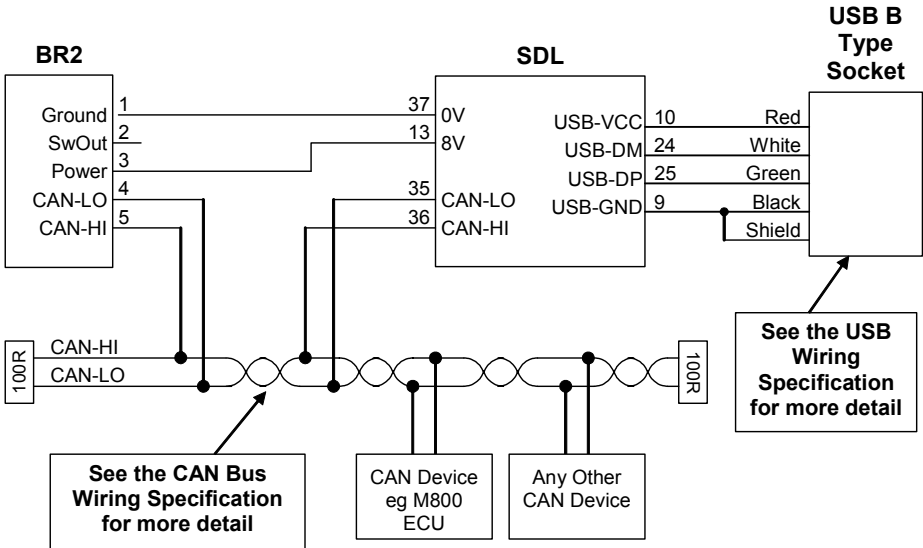 BR2
SDL
USB B
Type
Socket
Ground 1
SwOut 2
Power 3
CAN-LO 4
CAN-HI 5
37 0V
13 8V
35 CAN-LO
36 CAN-HI
USB-VCC 10 Red
USB-DM 24 White
USB-DP 25 Green
USB-GND 9 Black
Shield
100R
CAN-HI
CAN-LO
100R
See the USB
Wiring
Specification
for more detail
See the CAN Bus
Wiring Specification
for more detail
CAN Device
eg M800
ECU
Any Other
CAN Device